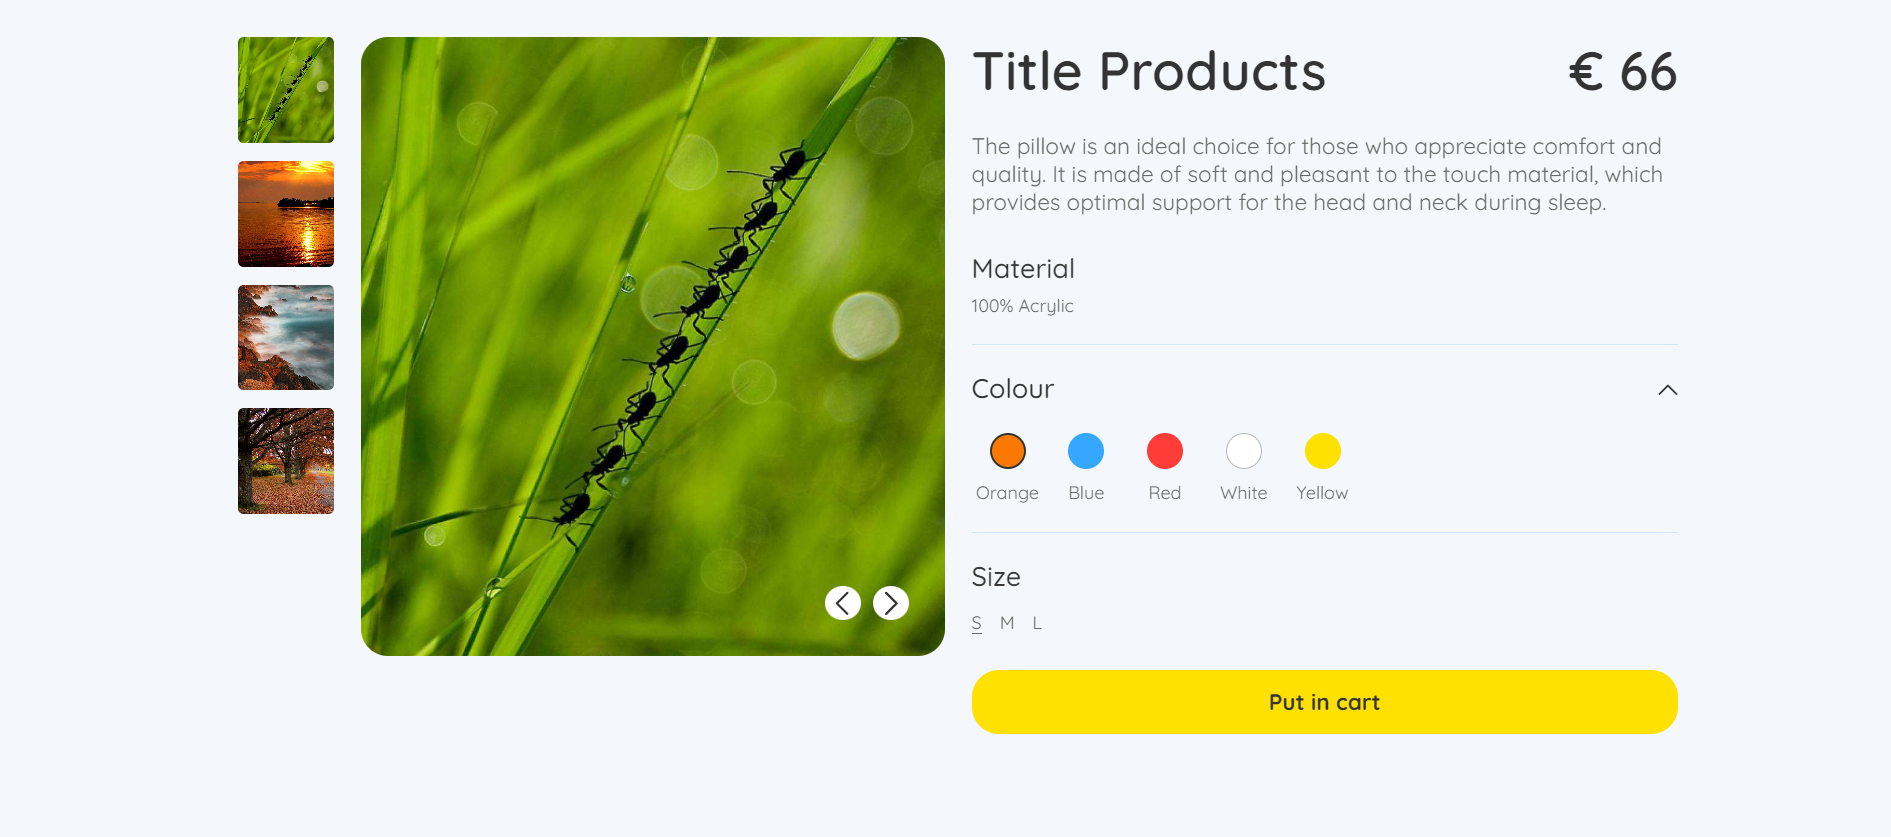 Title Products
€ 66
The pillow is an ideal choice for those who appreciate comfort and
quality. It is made of soft and pleasant to the touch material, which
provides optimal support for the head and neck during sleep.
Material
100% Acrylic
Colour
Orange Blue Red White Yellow
Size
S M L
Put in cart